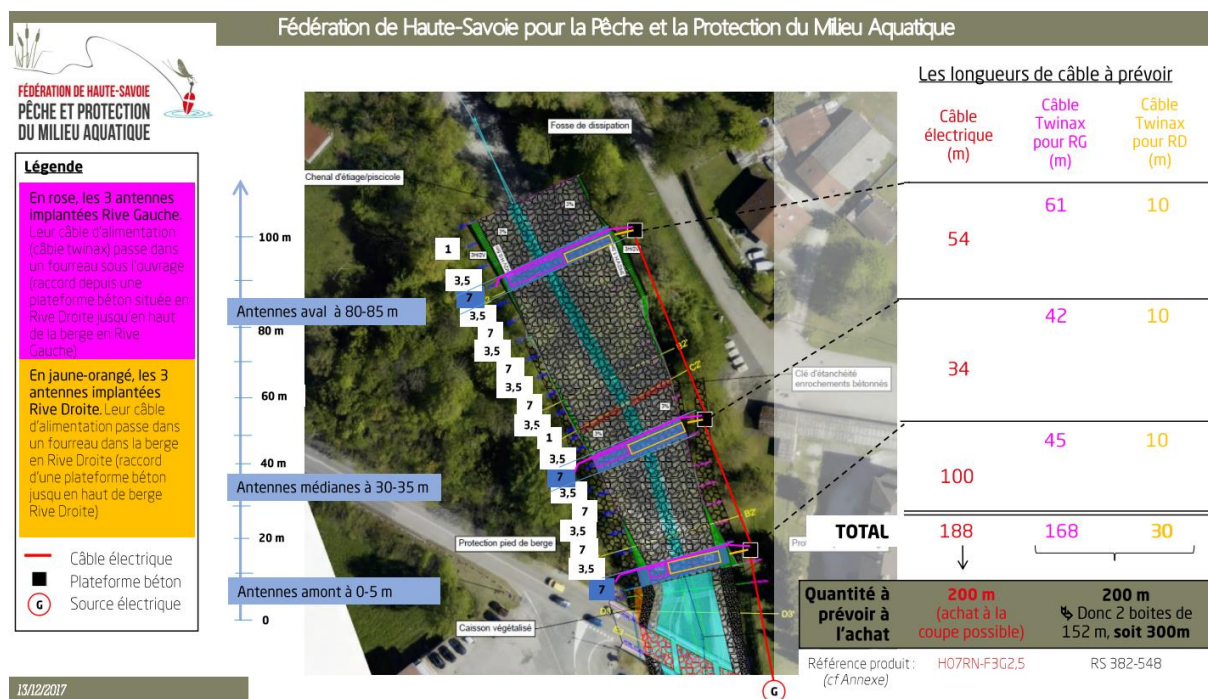 Fédération de Haute-Savoie pour la Pêche et la Protection du Milieu Aquatique
FÉDÉRATION DE HAUTE-SAVOIE
PÊCHE ET PROTECTION
DU MILIEU AQUATIQUE
Légende
En rose, les 3 antennes
implantées Rive Gauche.
Leur câble d'alimentation
(câble twinax) passe dans
un fourreau sous l'ouvrage
(raccord depuis une
plateforme béton située en
Rive Droite jusqu'en haut
de la berge en Rive
Gauche)
En jaune-orangé, les 3
antennes implantées
Rive Droite. Leur câble
d'alimentation passe dans
un fourreau dans la berge
en Rive Droite (raccord
d'une plateforme béton
jusqu en haut de berge
Rive Droite)
Câble électrique
Plateforme béton
G Source électrique
13/12/2017
100 m
Antennes aval à 80-85 m
80 m
60 m
40 m
Antennes médianes à 30-35 m
20 m
Antennes amont à 0-5 m
0
Fosse de dissipation
Chenal d'étiage/piscicole
Clé d'étanchéité
enrochements bétonnés
Protection pied de berge
Caisson végétalisé
1
3,5
7
3,5
7
3,5
7
3,5
7
3,5
1
3,5
7
3,5
7
3,5
7
3,5
7
3%
3%
3%
3%
3H/2V
B2'
C2'
B2'
D3
D3'
G
Les longueurs de câble à prévoir
Câble
électrique
(m)
Câble
Twinax
pour RG
(m)
Câble
Twinax
pour RD
(m)
61 10
54
42 10
34
45 10
100
TOTAL 188 168 30
Quantité à
prévoir à
l'achat
200 m
(achat à la
coupe possible)
200 m
↳ Donc 2 boites de
152 m, soit 300m
Référence produit :
(cf Annexe)
H07RN-F3G2,5
RS 382-548